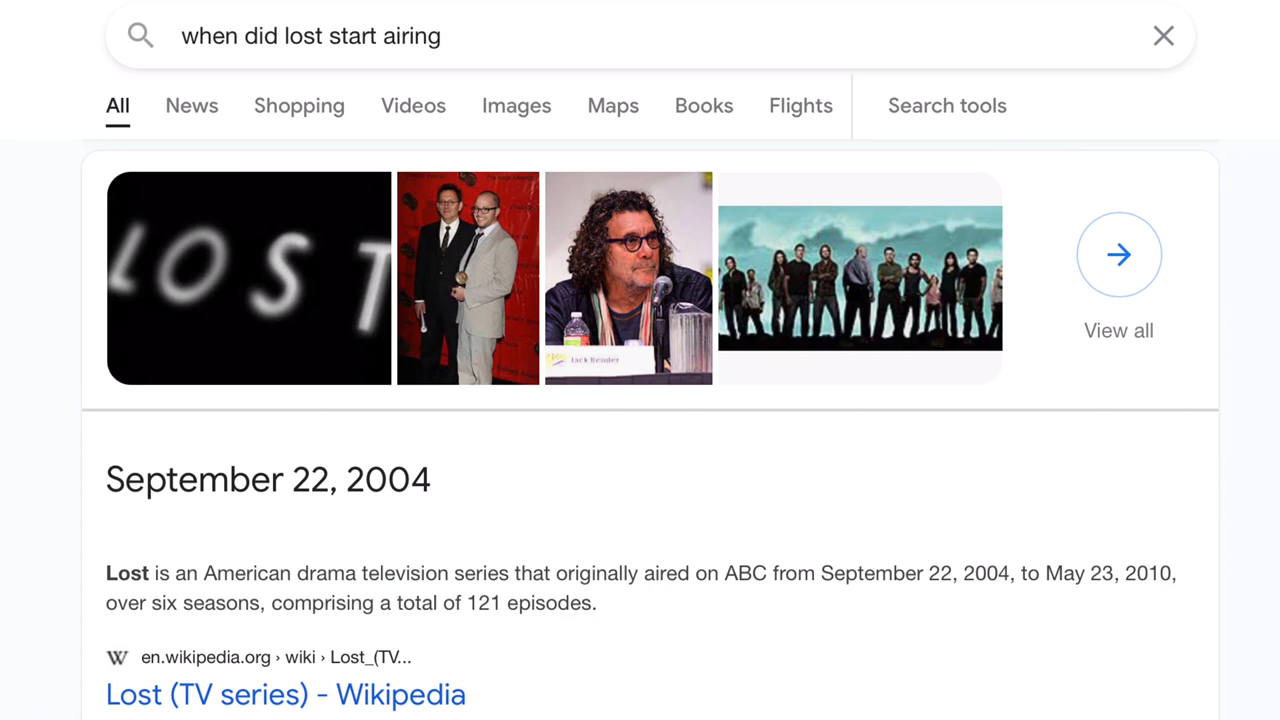 when did lost start airing
All News Shopping Videos Images Maps Books Flights Search tools
LOST
Jack Bender
View all
September 22, 2004
Lost is an American drama television series that originally aired on ABC from September 22, 2004, to May 23, 2010,
over six seasons, comprising a total of 121 episodes.
W en.wikipedia.org › wiki › Lost_(TV...
Lost (TV series) - Wikipedia